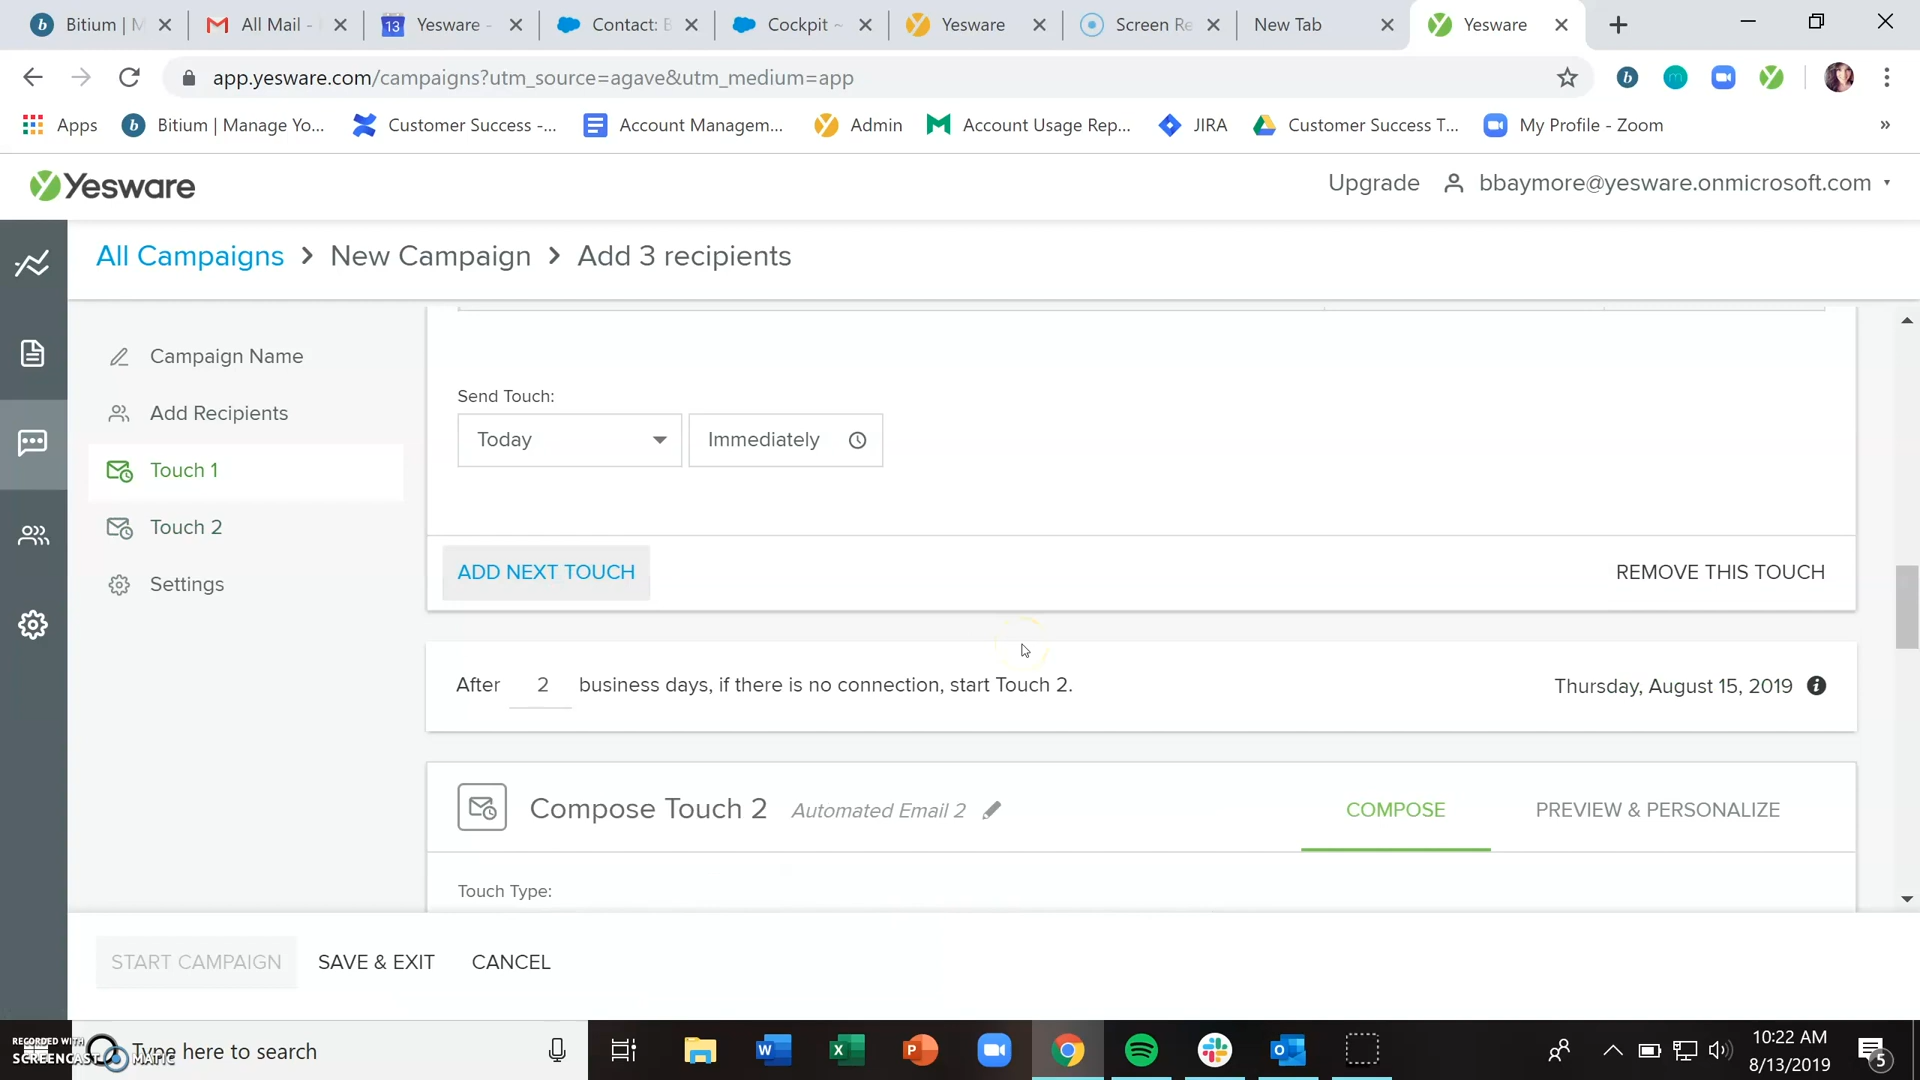 Bitium | M
All Mail -
Yesware -
Contact: B
Cockpit ~
Yesware
Screen Re
New Tab
Yesware
app.yesware.com/campaigns?utm_source=agave&utm_medium=app
Apps
Bitium | Manage Yo...
Customer Success -...
Account Managem...
Admin
Account Usage Rep...
JIRA
Customer Success T...
My Profile - Zoom
»
Yesware
Upgrade
bbaymore@yesware.onmicrosoft.com
All Campaigns > New Campaign > Add 3 recipients
Campaign Name
Add Recipients
Touch 1
Touch 2
Settings
Send Touch:
Today
Immediately
ADD NEXT TOUCH
REMOVE THIS TOUCH
After 2 business days, if there is no connection, start Touch 2.
Thursday, August 15, 2019
Compose Touch 2
Automated Email 2
COMPOSE
PREVIEW & PERSONALIZE
Touch Type:
START CAMPAIGN
SAVE & EXIT
CANCEL
RECORDED WITH
SCREENCAST MATIC
Type here to search
10:22 AM
8/13/2019
5